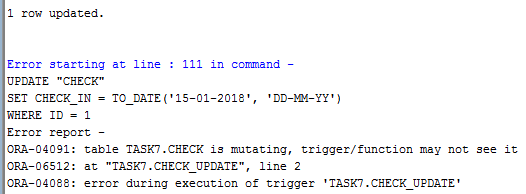 1 row updated.
Error starting at line : 111 in command -
UPDATE "CHECK"
SET CHECK_IN = TO_DATE('15-01-2018', 'DD-MM-YY')
WHERE ID = 1
Error report -
ORA-04091: table TASK7.CHECK is mutating, trigger/function may not see it
ORA-06512: at "TASK7.CHECK_UPDATE", line 2
ORA-04088: error during execution of trigger 'TASK7.CHECK_UPDATE'